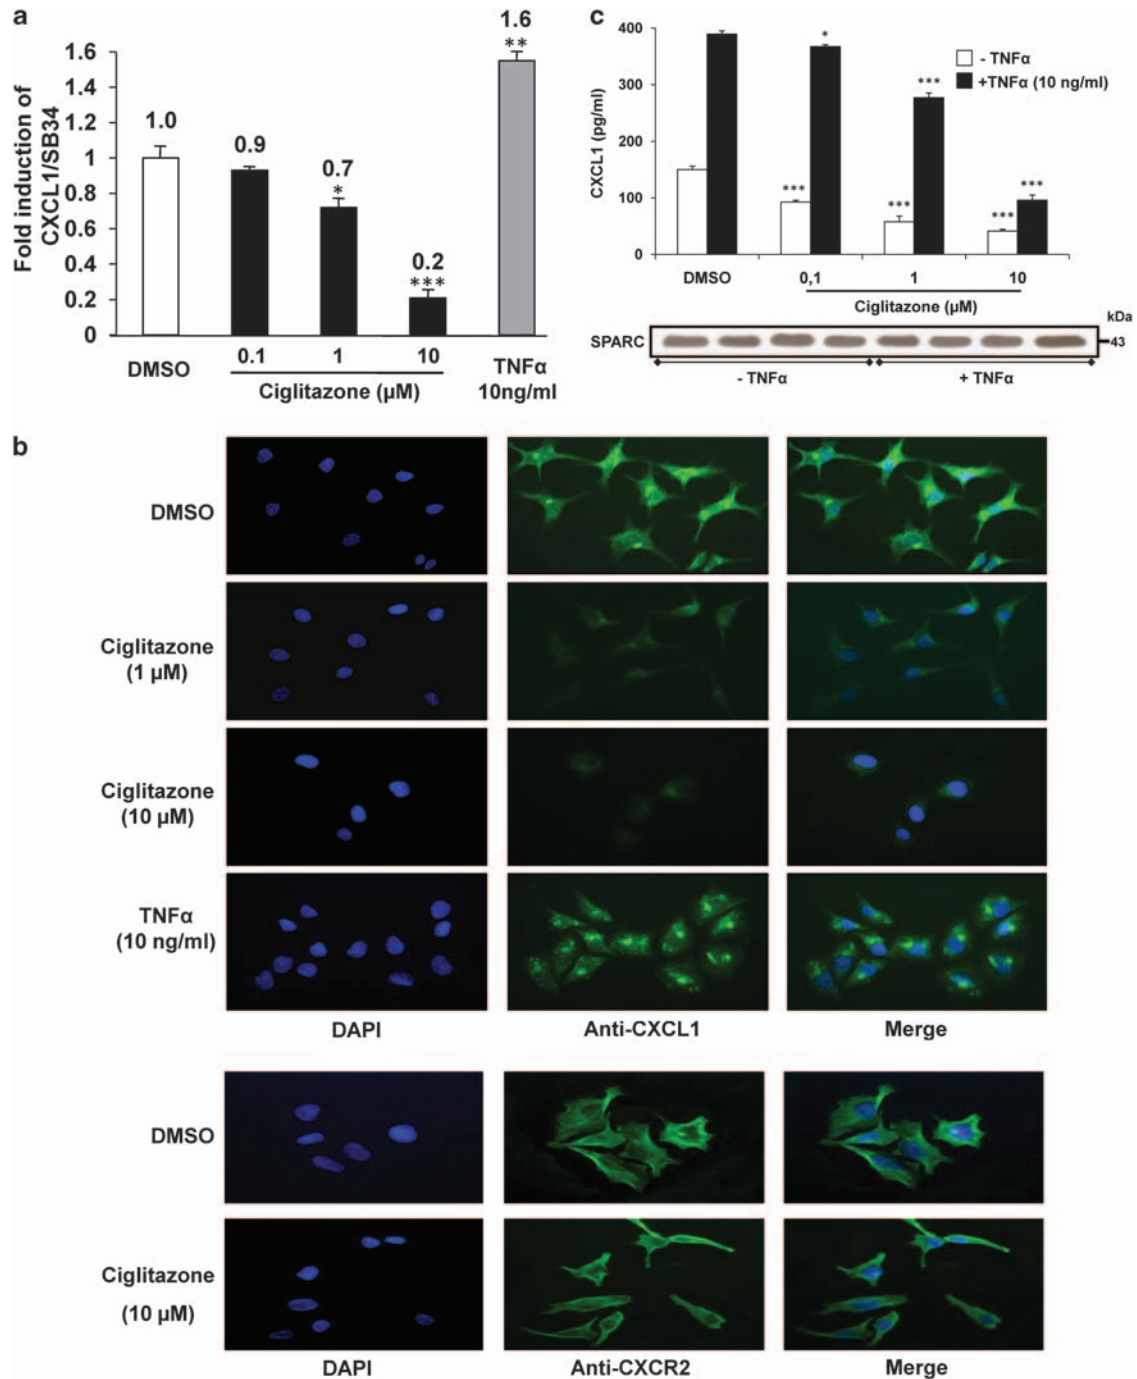 a
Fold induction of
CXCL1/SB34
1.6
1.4
1.2
1
0.8
0.6
0.4
0.2
0
1.0
0.9
0.7
*
0.2
***
1.6
**
DMSO
0.1
1
10
Ciglitazone (µM)
TNFα
10ng/ml
c
CXCL1 (pg/ml)
400
300
200
100
0
*
***
***
***
***
***
- TNFα
+TNFα (10 ng/ml)
DMSO
0,1
1
10
Ciglitazone (µM)
kDa
SPARC
43
- TNFα
+ TNFα
b
DMSO
Ciglitazone
(1 µM)
Ciglitazone
(10 µM)
TNFα
(10 ng/ml)
DAPI
Anti-CXCL1
Merge
DMSO
Ciglitazone
(10 µM)
DAPI
Anti-CXCR2
Merge